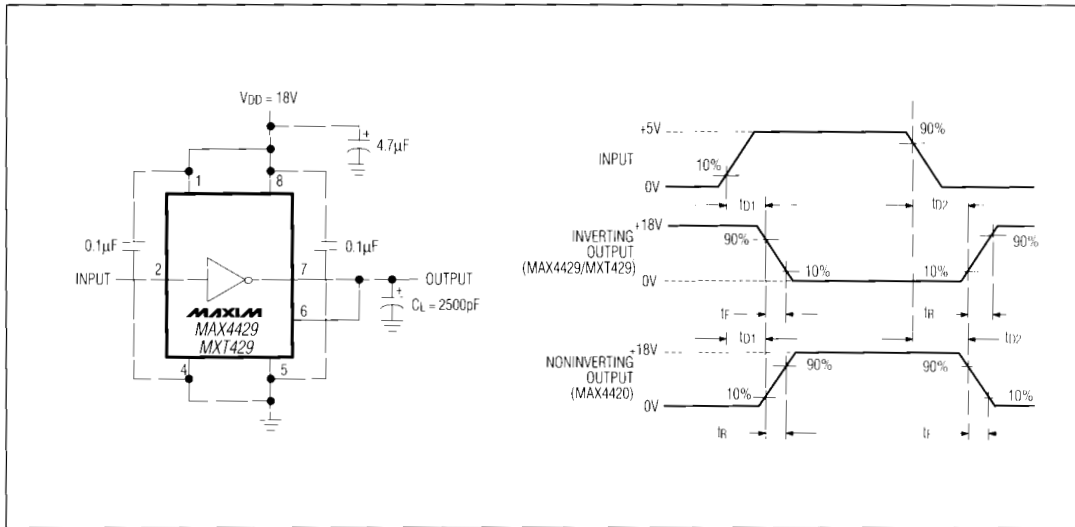 VDD = 18V
+
4.7µF
1
8
0.1µF
0.1µF
INPUT
2
7
OUTPUT
+
CL = 2500pF
6
MAXIM
MAX4429
MXT429
4
5
+5V
INPUT
0V
10%
90%
tD1
tD2
+18V
INVERTING
OUTPUT
(MAX4429/MXT429)
0V
90%
10%
10%
90%
tF
tR
tD1
tD2
+18V
NONINVERTING
OUTPUT
(MAX4420)
0V
10%
90%
90%
10%
tR
tF